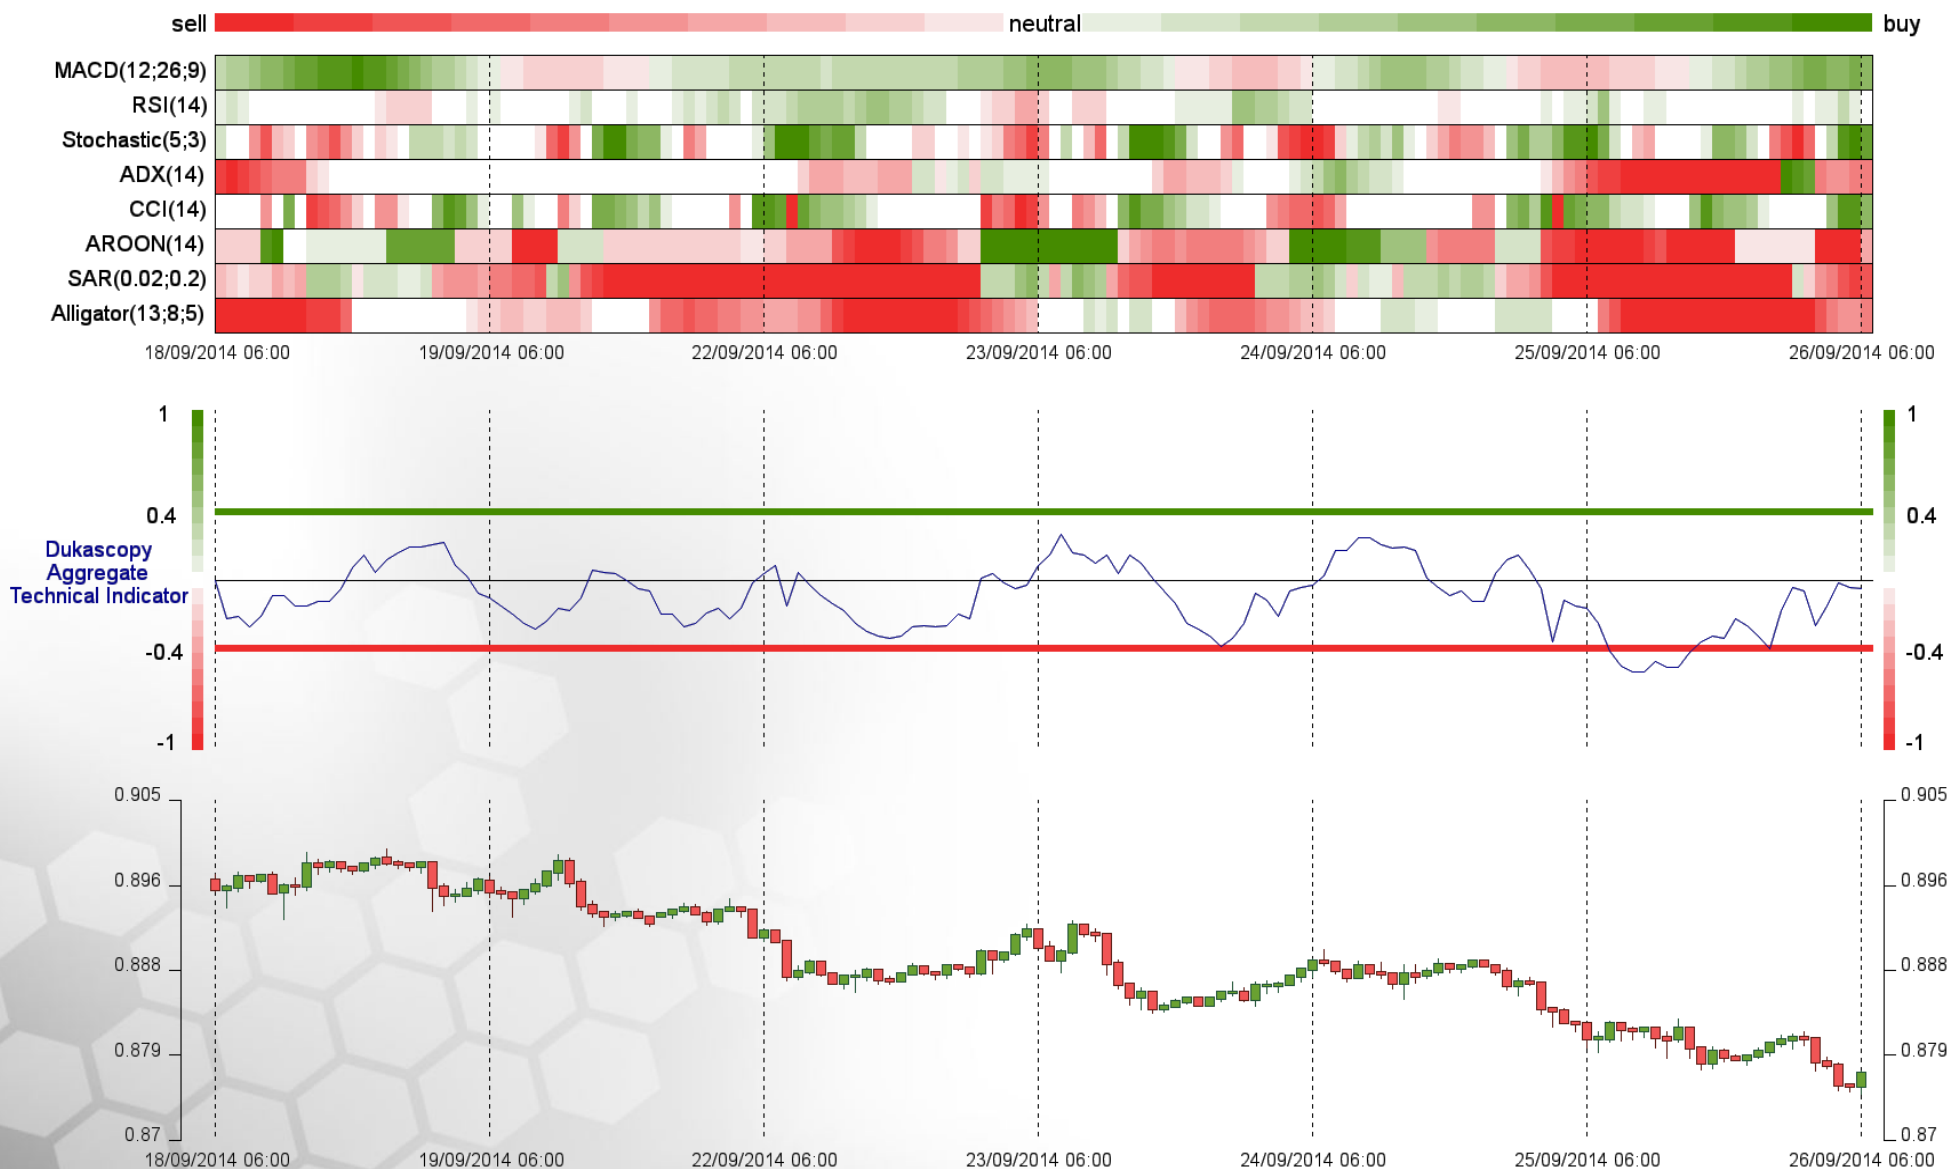 sell neutral buy
MACD(12;26;9)
RSI(14)
Stochastic(5;3)
ADX(14)
CCI(14)
AROON(14)
SAR(0.02;0.2)
Alligator(13;8;5)
18/09/2014 06:00 19/09/2014 06:00 22/09/2014 06:00 23/09/2014 06:00 24/09/2014 06:00 25/09/2014 06:00 26/09/2014 06:00
1 1
0.4 0.4
Dukascopy
Aggregate
Technical Indicator
-0.4 -0.4
-1 -1
0.905 0.905
0.896 0.896
0.888 0.888
0.879 0.879
0.87 0.87
18/09/2014 06:00 19/09/2014 06:00 22/09/2014 06:00 23/09/2014 06:00 24/09/2014 06:00 25/09/2014 06:00 26/09/2014 06:00